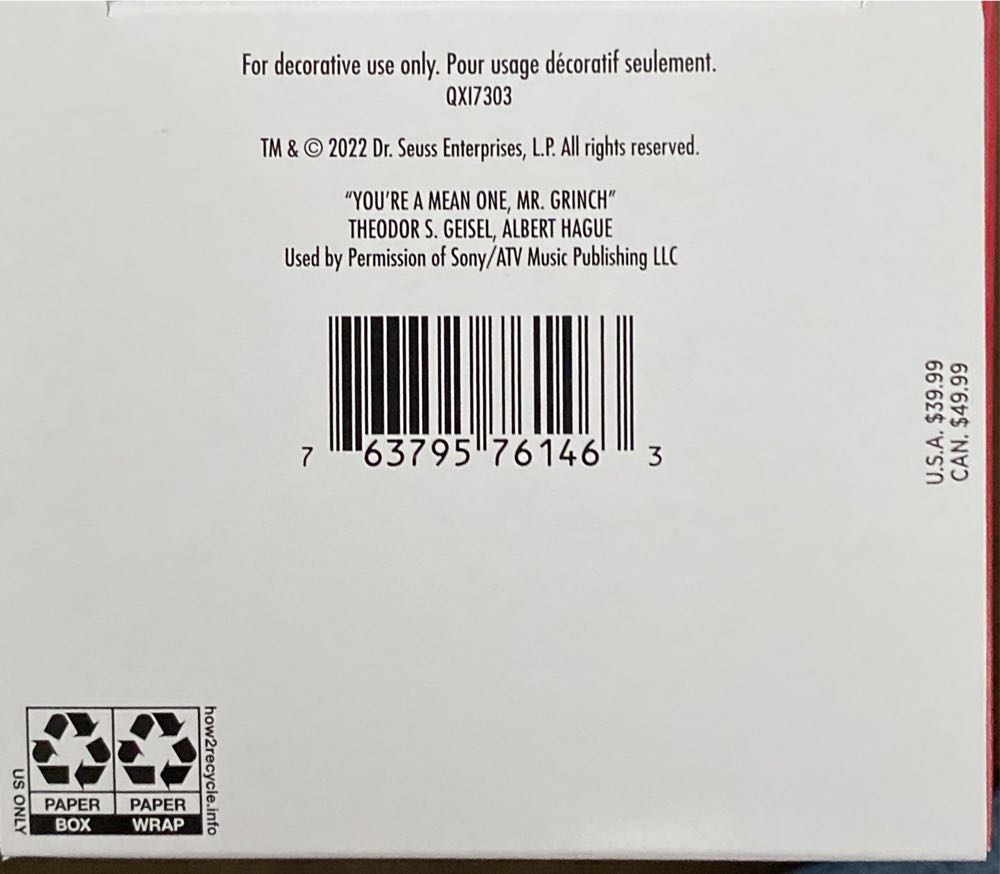 For decorative use only. Pour usage décoratif seulement.
QXI7303
TM & © 2022 Dr. Seuss Enterprises, L.P. All rights reserved.
“YOU’RE A MEAN ONE, MR. GRINCH”
THEODOR S. GEISEL, ALBERT HAGUE
Used by Permission of Sony/ATV Music Publishing LLC
7 63795 76146 3
U.S.A. $39.99
CAN. $49.99
US ONLY
PAPER PAPER
BOX WRAP
how2recycle.info